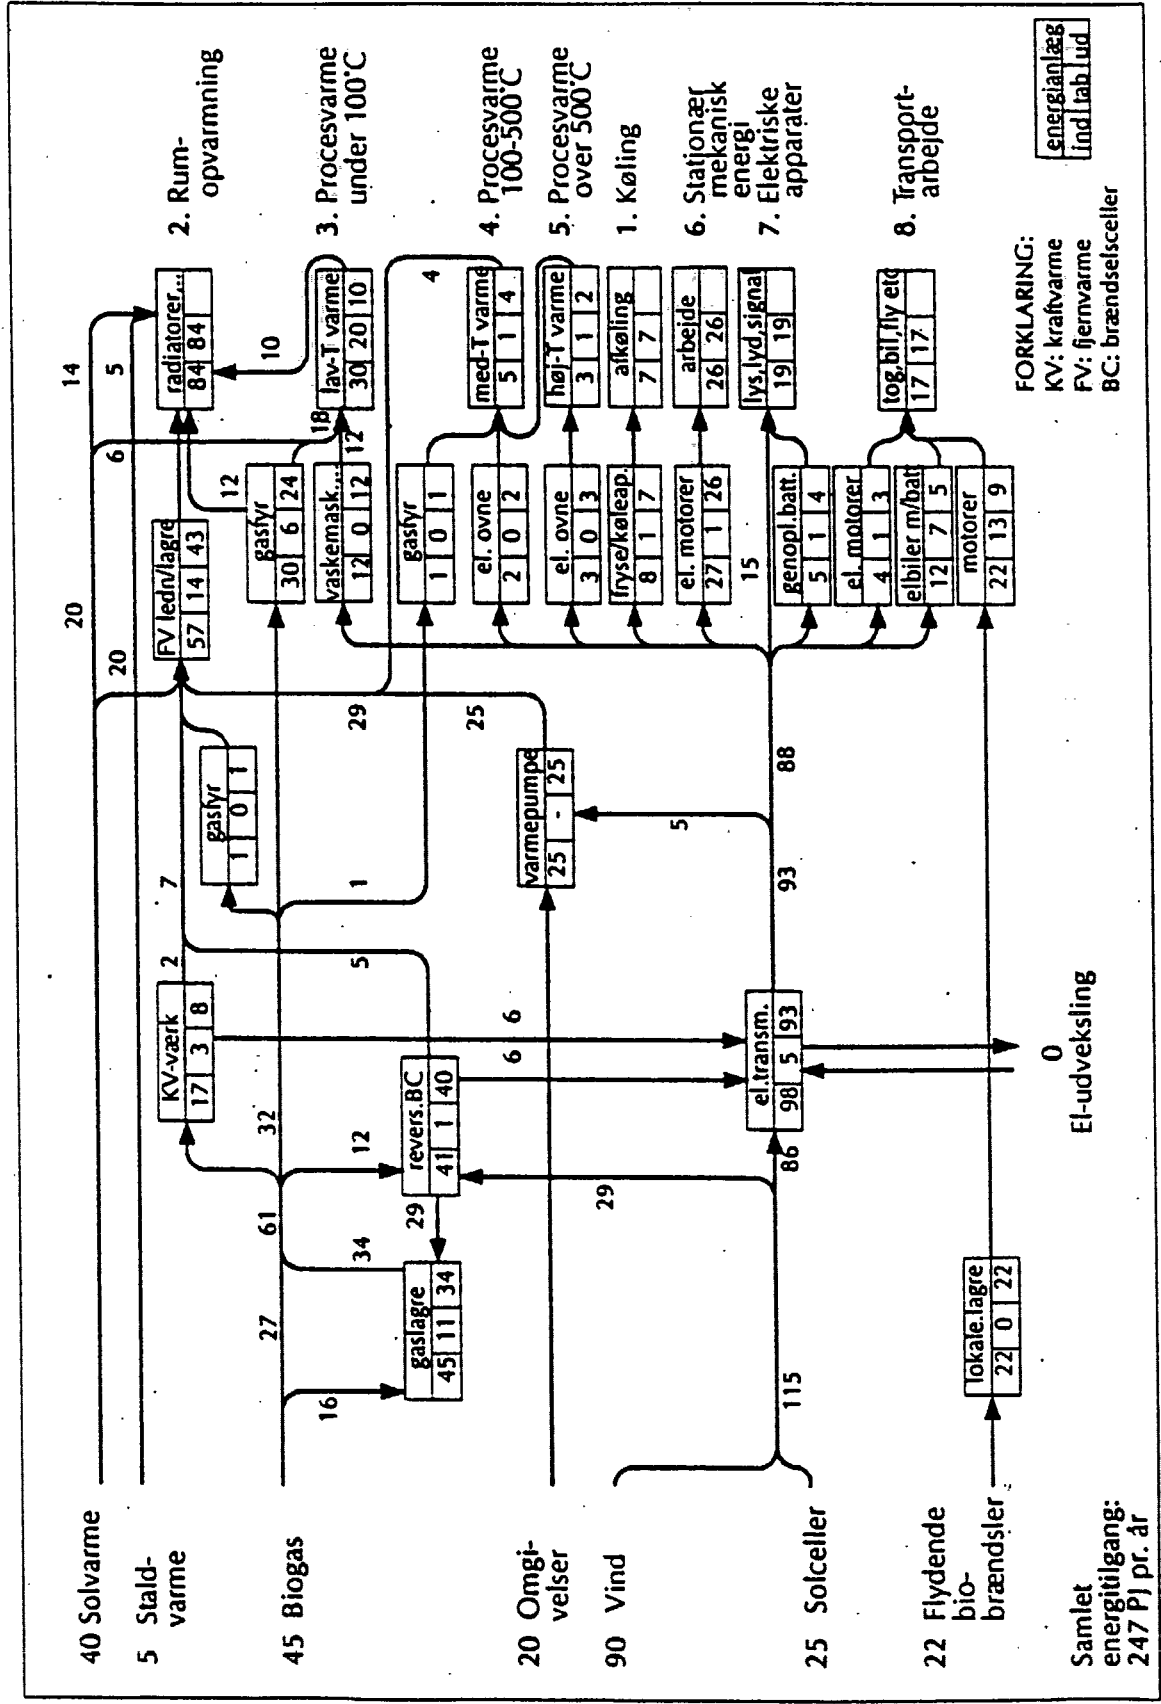 40 Solvarme
5 Stald-
varme
45 Biogas
20 Omgi-
velser
90 Vind
25 Solceller
22 Flydende
bio-
brændsler
Samlet
energitilgang:
247 PJ pr. år
16
27
gaslagre
45 11 34
34
61
29
115
29
86
lokale.lagre
22 0 22
12
32
revers.BC
41 1 40
KV-værk
17 3 8
2
6
6
el.transm.
98 5 93
0
El-udveksling
5
7
1
gasfyr
1 0 1
93
5
varmepumpe
25 - 25
88
20
20
29
25
FV ledn/lagre
57 14 43
12
gasfyr
30 6 24
vaskemask...
12 0 12
gasfyr
1 0 1
el. ovne
2 0 2
el. ovne
3 0 3
fryse/køleap.
8 1 7
el. motorer
27 1 26
15
genopl.batt.
5 1 4
el. motorer
4 1 3
elbiler m/batt
12 7 5
motorer
22 13 9
14
6
5
18
12
10
4
radiatorer,..
84 84
lav-T varme
30 20 10
med-T varme
5 1 4
høj-T varme
3 1 2
afkøling
7 7
arbejde
26 26
lys,lyd,signal
19 19
tog,bil,fly etc
17 17
2. Rum-
opvarmning
3. Procesvarme
under 100°C
4. Procesvarme
100-500°C
5. Procesvarme
over 500°C
1. Køling
6. Stationær
mekanisk
energi
7. Elektriske
apparater
8. Transport-
arbejde
FORKLARING:
KV: kraftvarme
FV: fjernvarme
BC: brændselsceller
energianlæg
ind tab ud